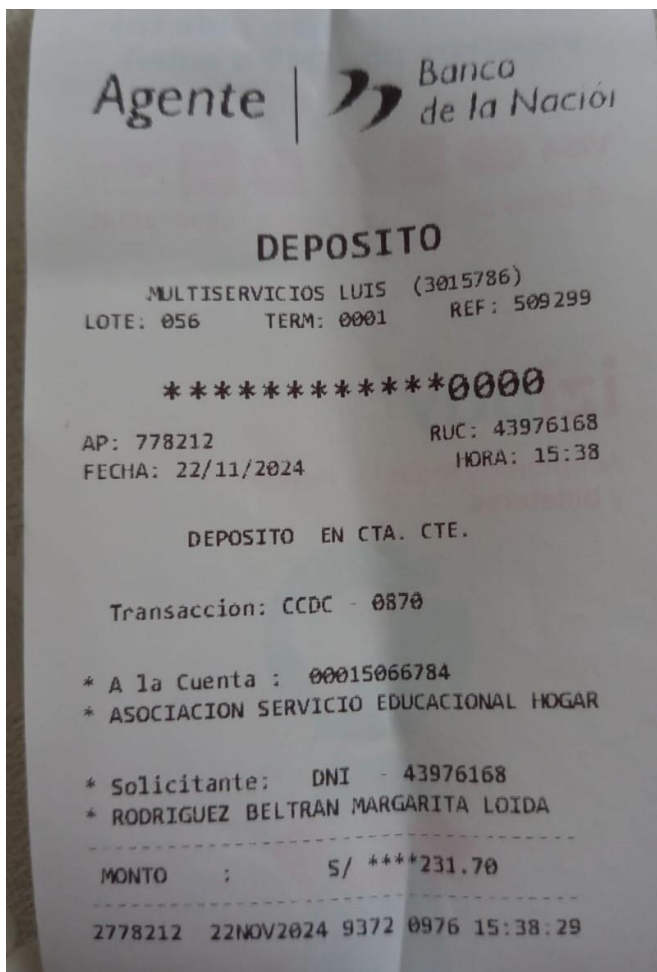 Agente | Banco
de la Nación
DEPOSITO
MULTISERVICIOS LUIS (3015786)
LOTE: 056 TERM: 0001 REF: 509299
************0000
AP: 778212 RUC: 43976168
FECHA: 22/11/2024 HORA: 15:38
DEPOSITO EN CTA. CTE.
Transaccion: CCDC - 0870
* A la Cuenta : 00015066784
* ASOCIACION SERVICIO EDUCACIONAL HOGAR
* Solicitante: DNI - 43976168
* RODRIGUEZ BELTRAN MARGARITA LOIDA
MONTO : S/ ****231.70
2778212 22NOV2024 9372 0976 15:38:29